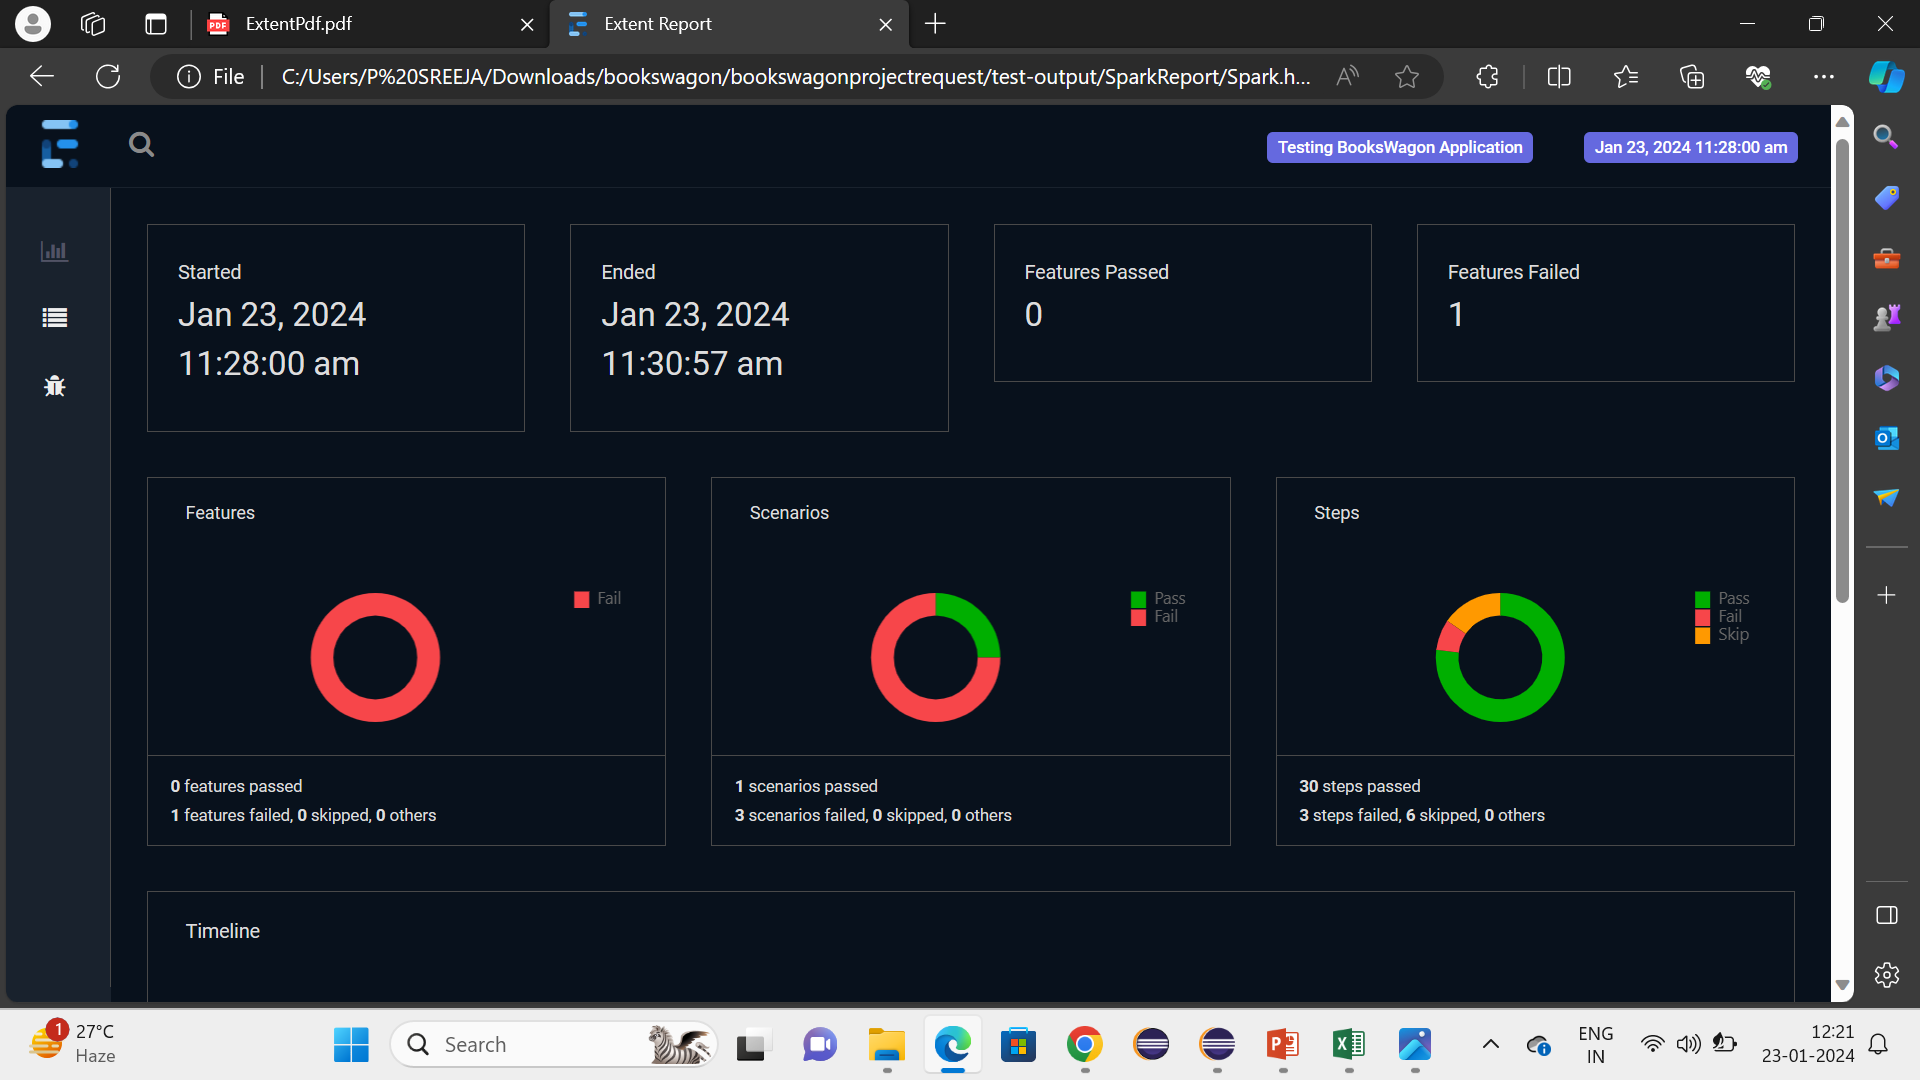 ExtentPdf.pdf
Extent Report
File
C:/Users/P%20SREEJA/Downloads/bookswagon/bookswagonprojectrequest/test-output/SparkReport/Spark.h...
Testing BooksWagon Application
Jan 23, 2024 11:28:00 am
Started
Jan 23, 2024
11:28:00 am
Ended
Jan 23, 2024
11:30:57 am
Features Passed
0
Features Failed
1
Features
Fail
0 features passed
1 features failed, 0 skipped, 0 others
Scenarios
Pass
Fail
1 scenarios passed
3 scenarios failed, 0 skipped, 0 others
Steps
Pass
Fail
Skip
30 steps passed
3 steps failed, 6 skipped, 0 others
Timeline
1
27°C
Haze
Search
ENG
IN
12:21
23-01-2024